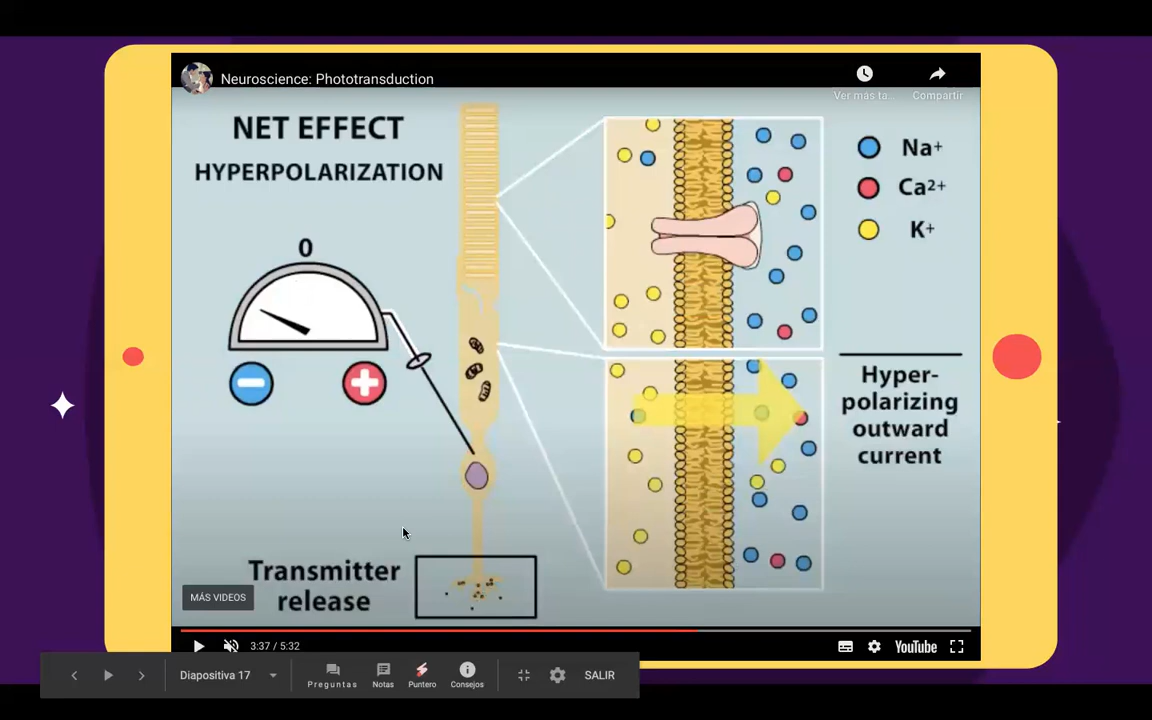 Neuroscience: Phototransduction
Ver más ta...
Compartir
NET EFFECT
HYPERPOLARIZATION
0
Na+
Ca2+
K+
Hyper-
polarizing
outward
current
Transmitter
release
MÁS VIDEOS
3:37 / 5:32
YouTube
Diapositiva 17
Preguntas
Notas
Puntero
Consejos
SALIR